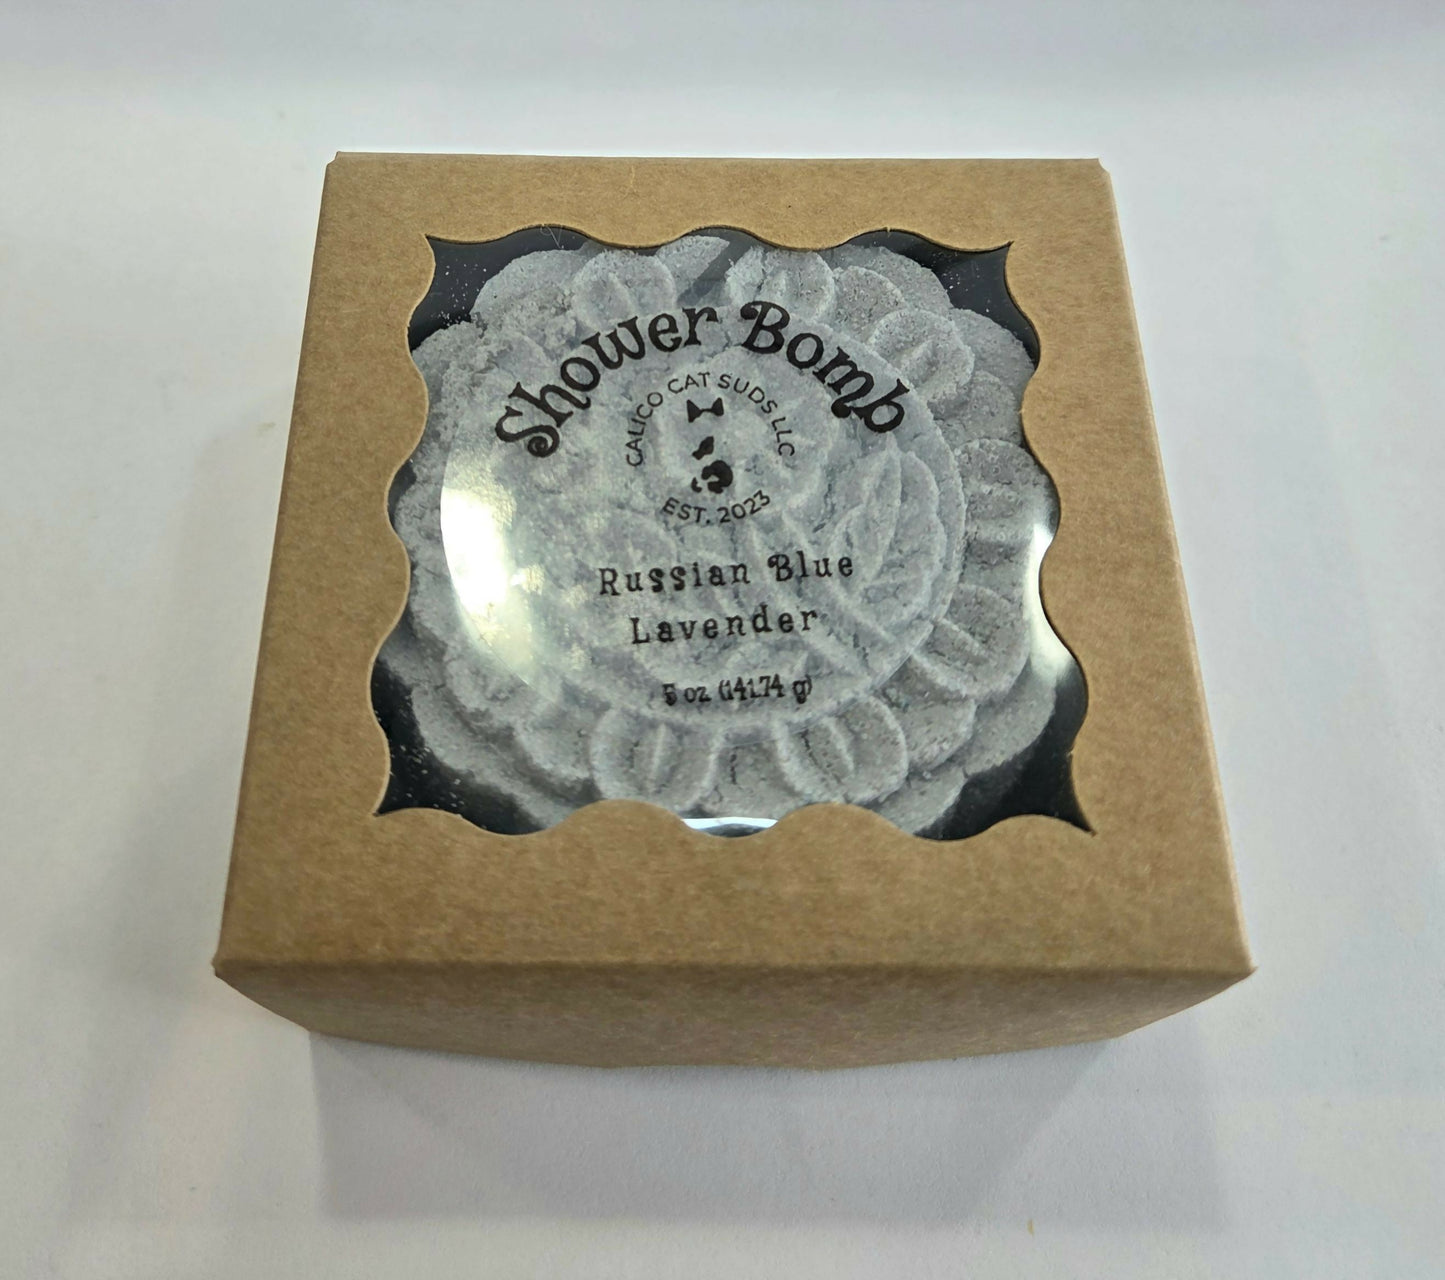 Shower Bomb
CALICO CAT SUDS LLC
EST. 2023
Russian Blue
Lavender
5 oz (141.74 g)